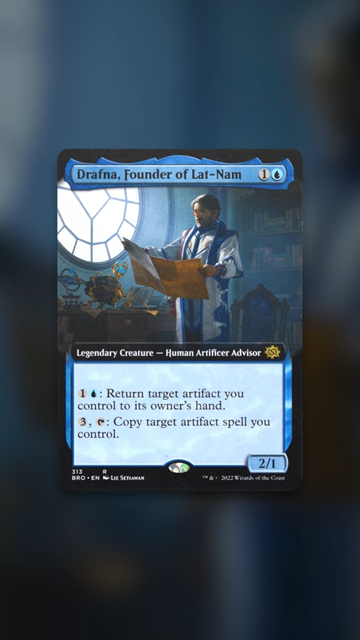 Drafna, Founder of Lat-Nam 1
Legendary Creature — Human Artificer Advisor
1 : Return target artifact you
control to its owner's hand.
3, : Copy target artifact spell you
control.
2/1
313 R
BRO • EN Lie Setiawan ™ & © 2022 Wizards of the Coast